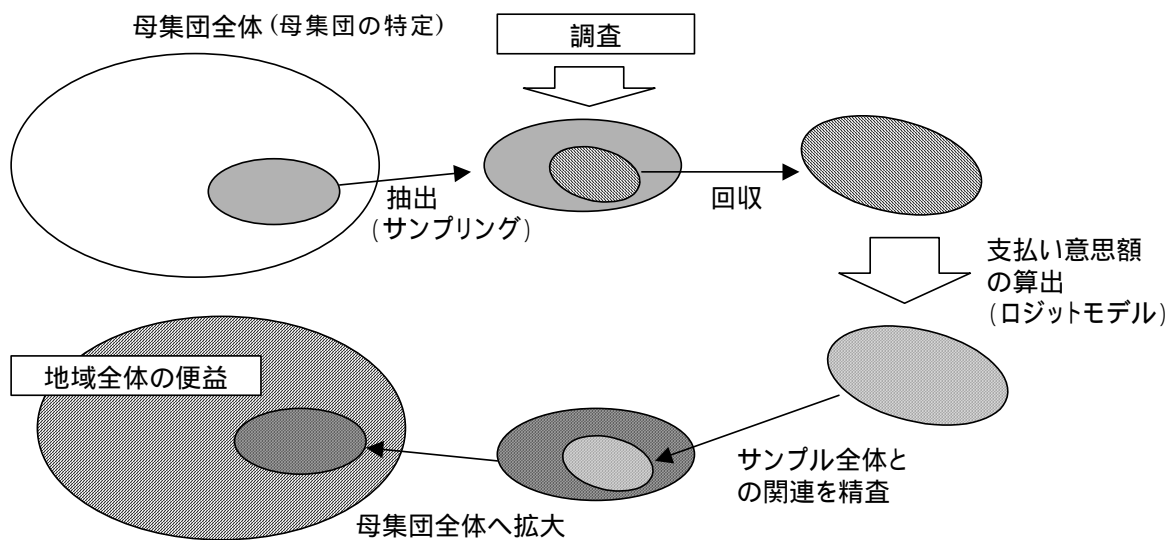 母集団全体(母集団の特定)
調査
抽出
(サンプリング)
回収
支払い意思額
の算出
(ロジットモデル)
地域全体の便益
サンプル全体と
の関連を精査
母集団全体へ拡大